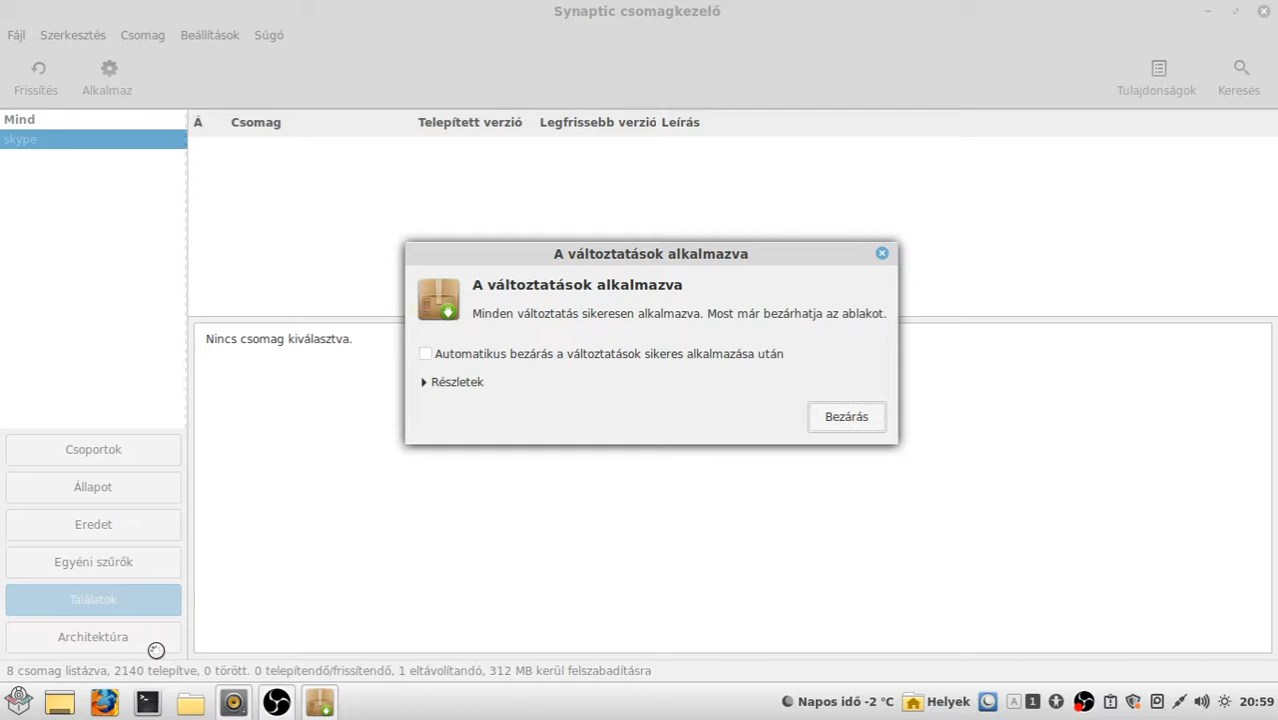 Synaptic csomagkezelő
Fájl Szerkesztés Csomag Beállítások Súgó
Frissítés Alkalmaz Tulajdonságok Keresés
Mind
skype
Á Csomag Telepített verzió Legfrissebb verzió Leírás
A változtatások alkalmazva
A változtatások alkalmazva
Minden változtatás sikeresen alkalmazva. Most már bezárhatja az ablakot.
Automatikus bezárás a változtatások sikeres alkalmazása után
Részletek
Bezárás
Nincs csomag kiválasztva.
Csoportok
Állapot
Eredet
Egyéni szűrők
Találatok
Architektúra
8 csomag listázva, 2140 telepítve, 0 törött. 0 telepítendő/frissítendő, 1 eltávolítandó, 312 MB kerül felszabadításra
Napos idő -2 °C Helyek A 1 20:59